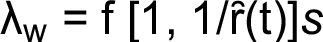 λw = f [1, 1/r̂(t)]s